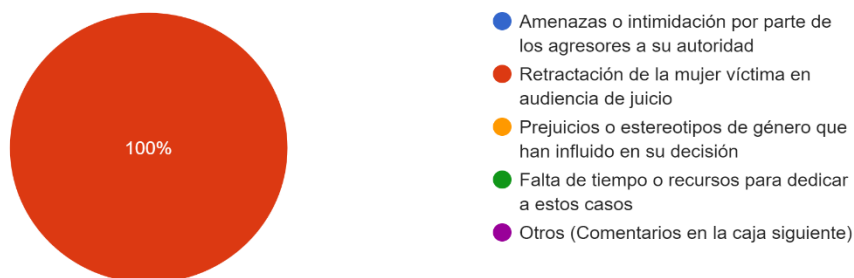 100%
Amenazas o intimidación por parte de
los agresores a su autoridad
Retractación de la mujer víctima en
audiencia de juicio
Prejuicios o estereotipos de género que
han influido en su decisión
Falta de tiempo o recursos para dedicar
a estos casos
Otros (Comentarios en la caja siguiente)